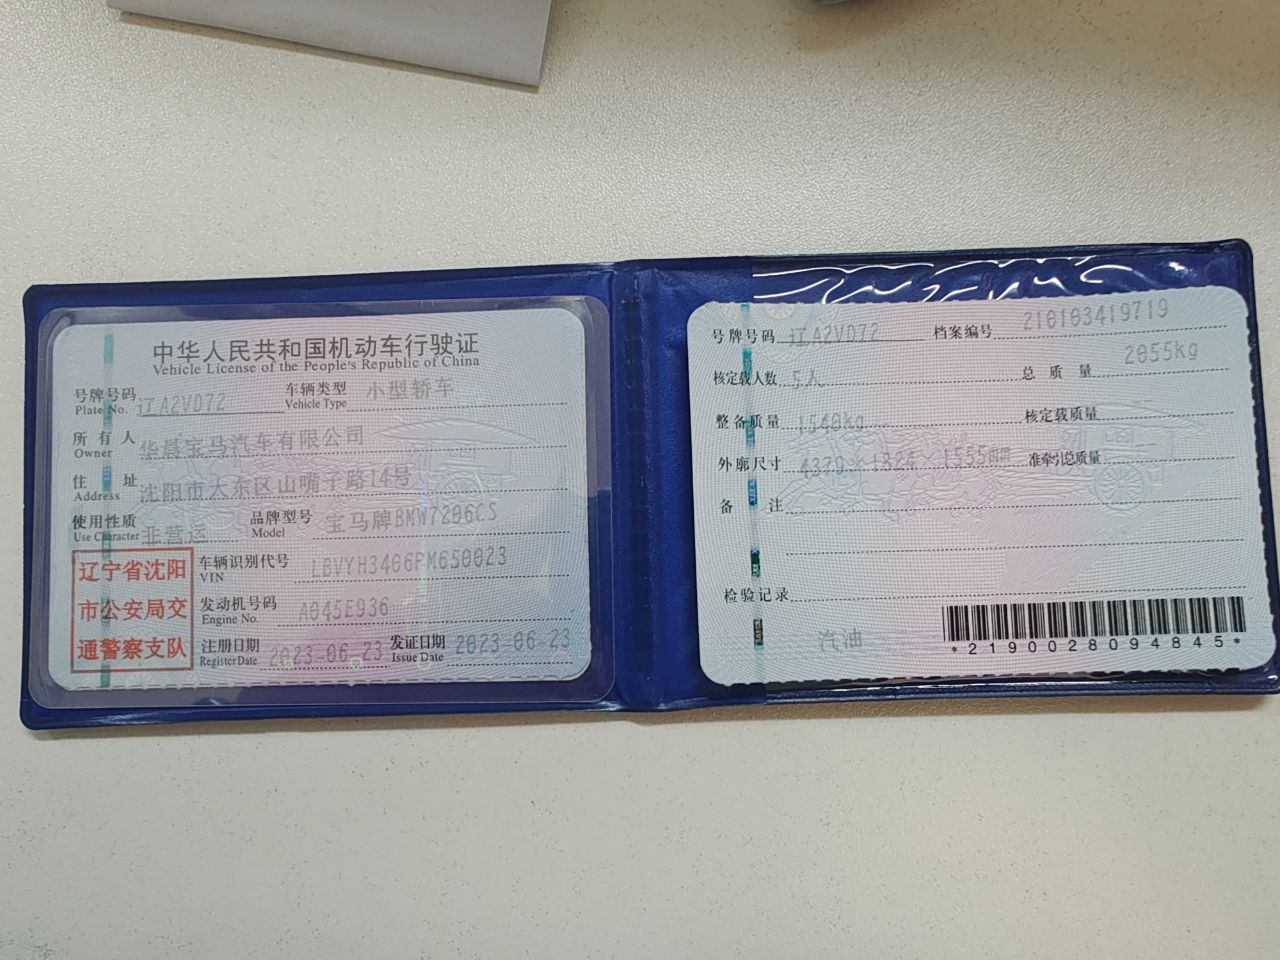 中华人民共和国机动车行驶证
Vehicle License of the People's Republic of China
号牌号码 辽A2VD72 车辆类型 小型轿车
Plate No. Vehicle Type
所有人 华晨宝马汽车有限公司
Owner
住址 沈阳市大东区山嘴子路14号
Address
使用性质 非营运 品牌型号 宝马牌BMW7206CS
Use Character Model
辽宁省沈阳
市公安局交
通警察支队
车辆识别代号 LBVYH3406PM650023
VIN
发动机号码 A045E936
Engine No.
注册日期 2023-06-23 发证日期 2023-06-23
Register Date Issue Date
号牌号码 辽A2VD72 档案编号 210103419719
核定载人数 5人 总质量 2055kg
整备质量 1540kg 核定载质量
外廓尺寸 4379×1824×1555mm 准牵引总质量
备注
检验记录
汽油
*2190028094845*